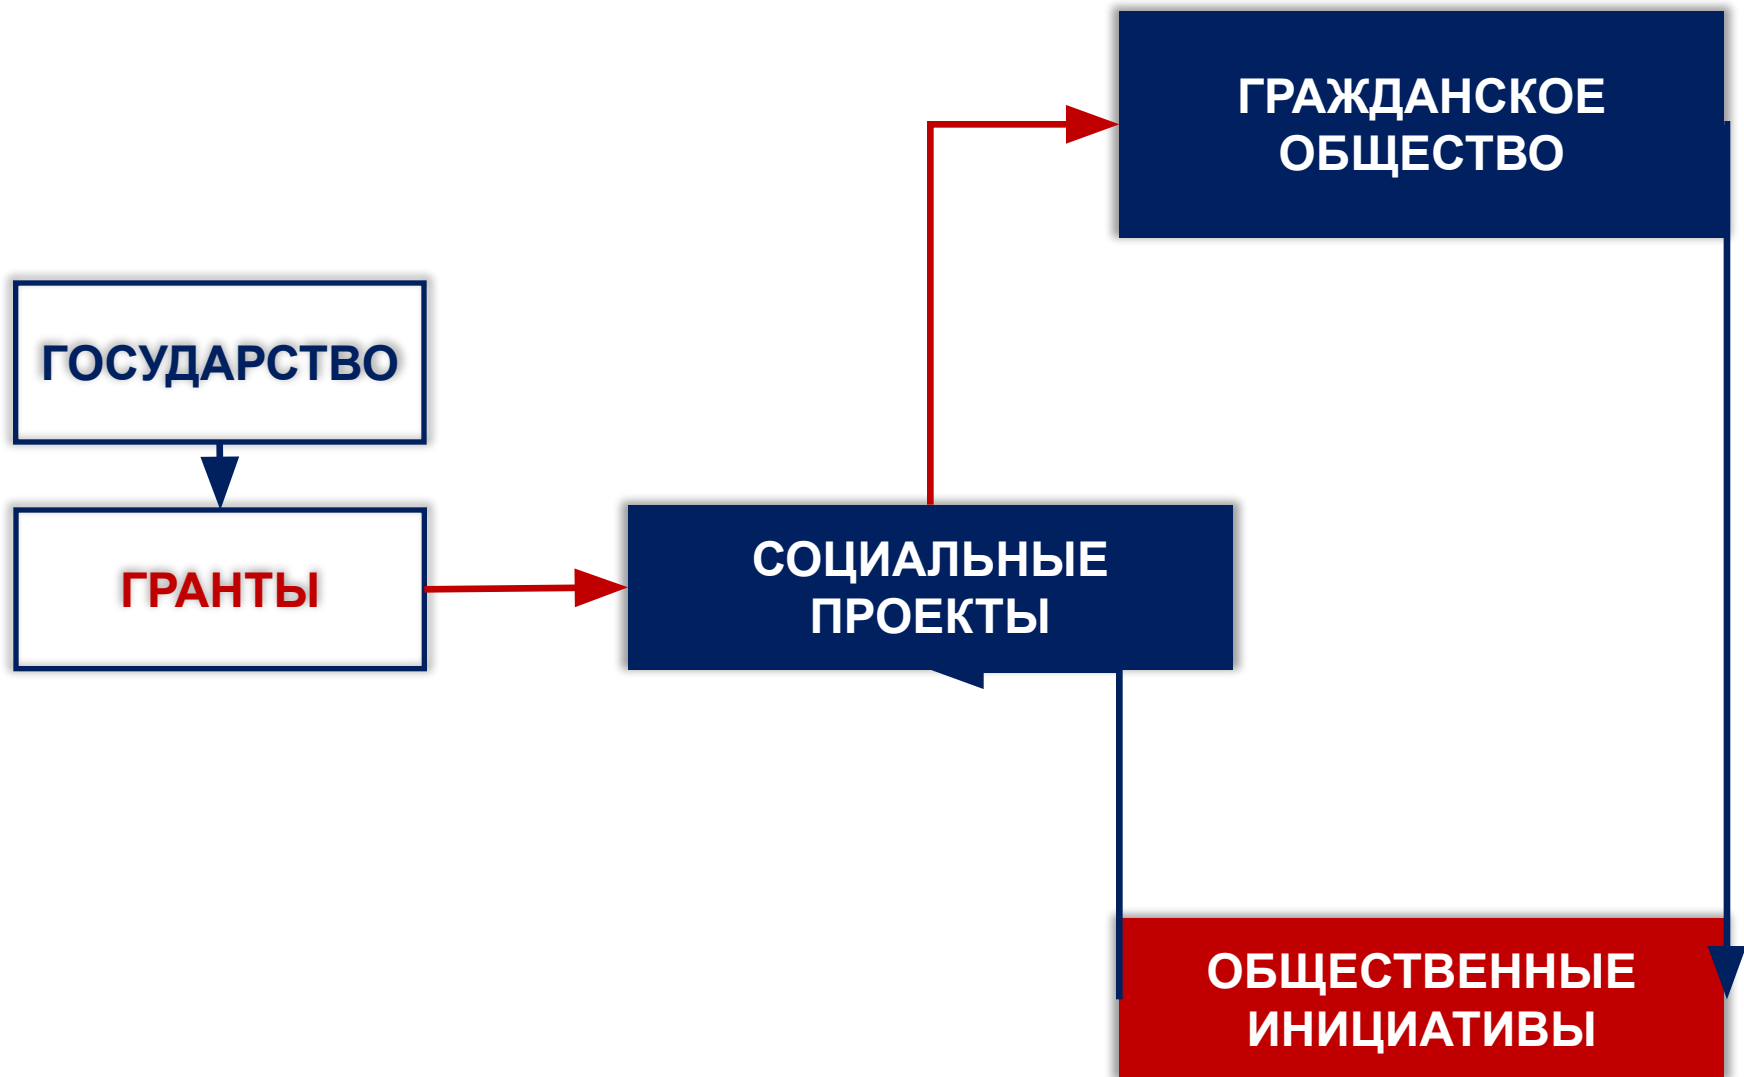 ГРАЖДАНСКОЕ
ОБЩЕСТВО
ГОСУДАРСТВО
ГРАНТЫ
СОЦИАЛЬНЫЕ
ПРОЕКТЫ
ОБЩЕСТВЕННЫЕ
ИНИЦИАТИВЫ